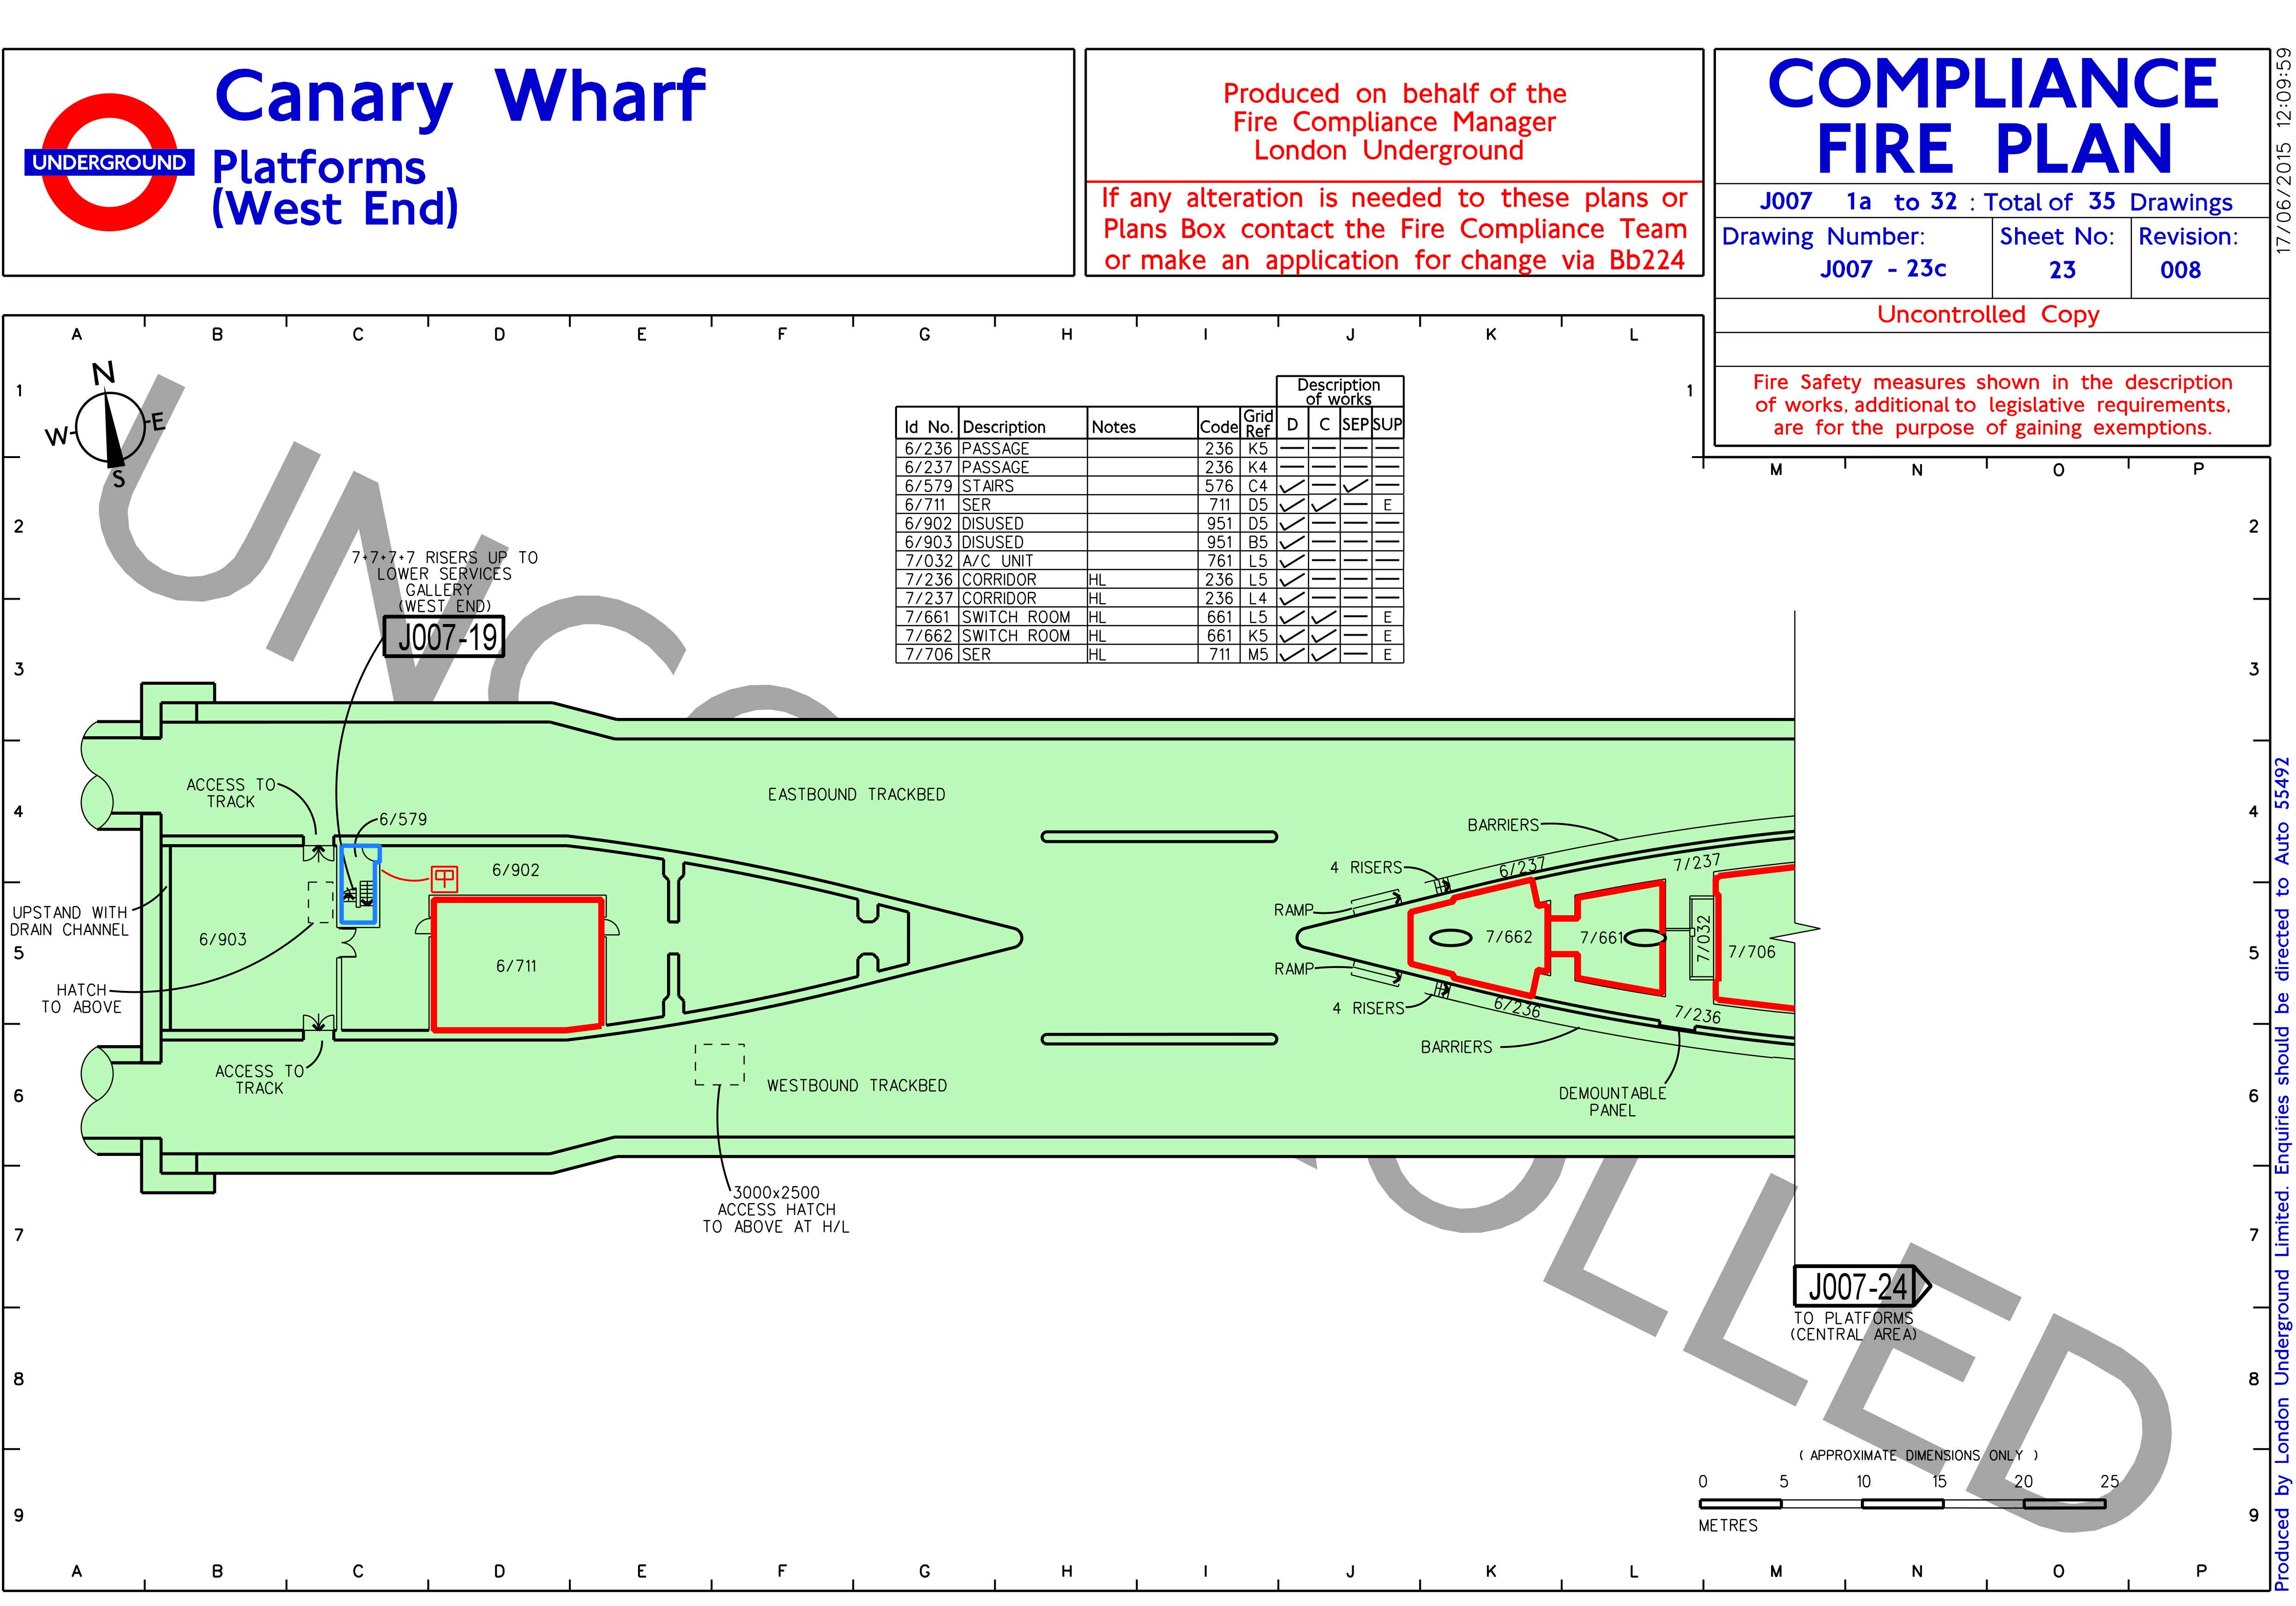 Canary Wharf
Platforms
(West End)
UNDERGROUND
Produced on behalf of the
Fire Compliance Manager
London Underground
If any alteration is needed to these plans or
Plans Box contact the Fire Compliance Team
or make an application for change via Bb224
COMPLIANCE
FIRE PLAN
J007 1a to 32 : Total of 35 Drawings
Drawing Number: Sheet No: Revision:
J007 - 23c 23 008
Uncontrolled Copy
Fire Safety measures shown in the description
of works, additional to legislative requirements,
are for the purpose of gaining exemptions.
17/06/2015 12:09:59
A B C D E F G H I J K L
M N O P
1 1
2 2
3 3
4 4
5 5
6 6
7 7
8 8
9 9
N
W E
S
Description
of works
Id No. Description Notes Code Grid Ref D C SEP SUP
6/236 PASSAGE 236 K5 — — — —
6/237 PASSAGE 236 K4 — — — —
6/579 STAIRS 576 C4 ✓ — ✓ —
6/711 SER 711 D5 ✓ ✓ — E
6/902 DISUSED 951 D5 ✓ — — —
6/903 DISUSED 951 B5 ✓ — — —
7/032 A/C UNIT 761 L5 ✓ — — —
7/236 CORRIDOR HL 236 L5 ✓ — — —
7/237 CORRIDOR HL 236 L4 ✓ — — —
7/661 SWITCH ROOM HL 661 L5 ✓ ✓ — E
7/662 SWITCH ROOM HL 661 K5 ✓ ✓ — E
7/706 SER HL 711 M5 ✓ ✓ — E
7+7+7+7 RISERS UP TO
LOWER SERVICES
GALLERY
(WEST END)
J007-19
ACCESS TO
TRACK
6/579
EASTBOUND TRACKBED
BARRIERS
4 RISERS
6/237
7/237
6/902
RAMP
UPSTAND WITH
DRAIN CHANNEL
6/903
6/711
7/662
7/661
7/032
7/706
HATCH
TO ABOVE
RAMP
4 RISERS
6/236
7/236
BARRIERS
ACCESS TO
TRACK
WESTBOUND TRACKBED
DEMOUNTABLE
PANEL
3000x2500
ACCESS HATCH
TO ABOVE AT H/L
J007-24
TO PLATFORMS
(CENTRAL AREA)
( APPROXIMATE DIMENSIONS ONLY )
0 5 10 15 20 25
METRES
A B C D E F G H I J K L M N O P
Produced by London Underground Limited. Enquiries should be directed to Auto 55492